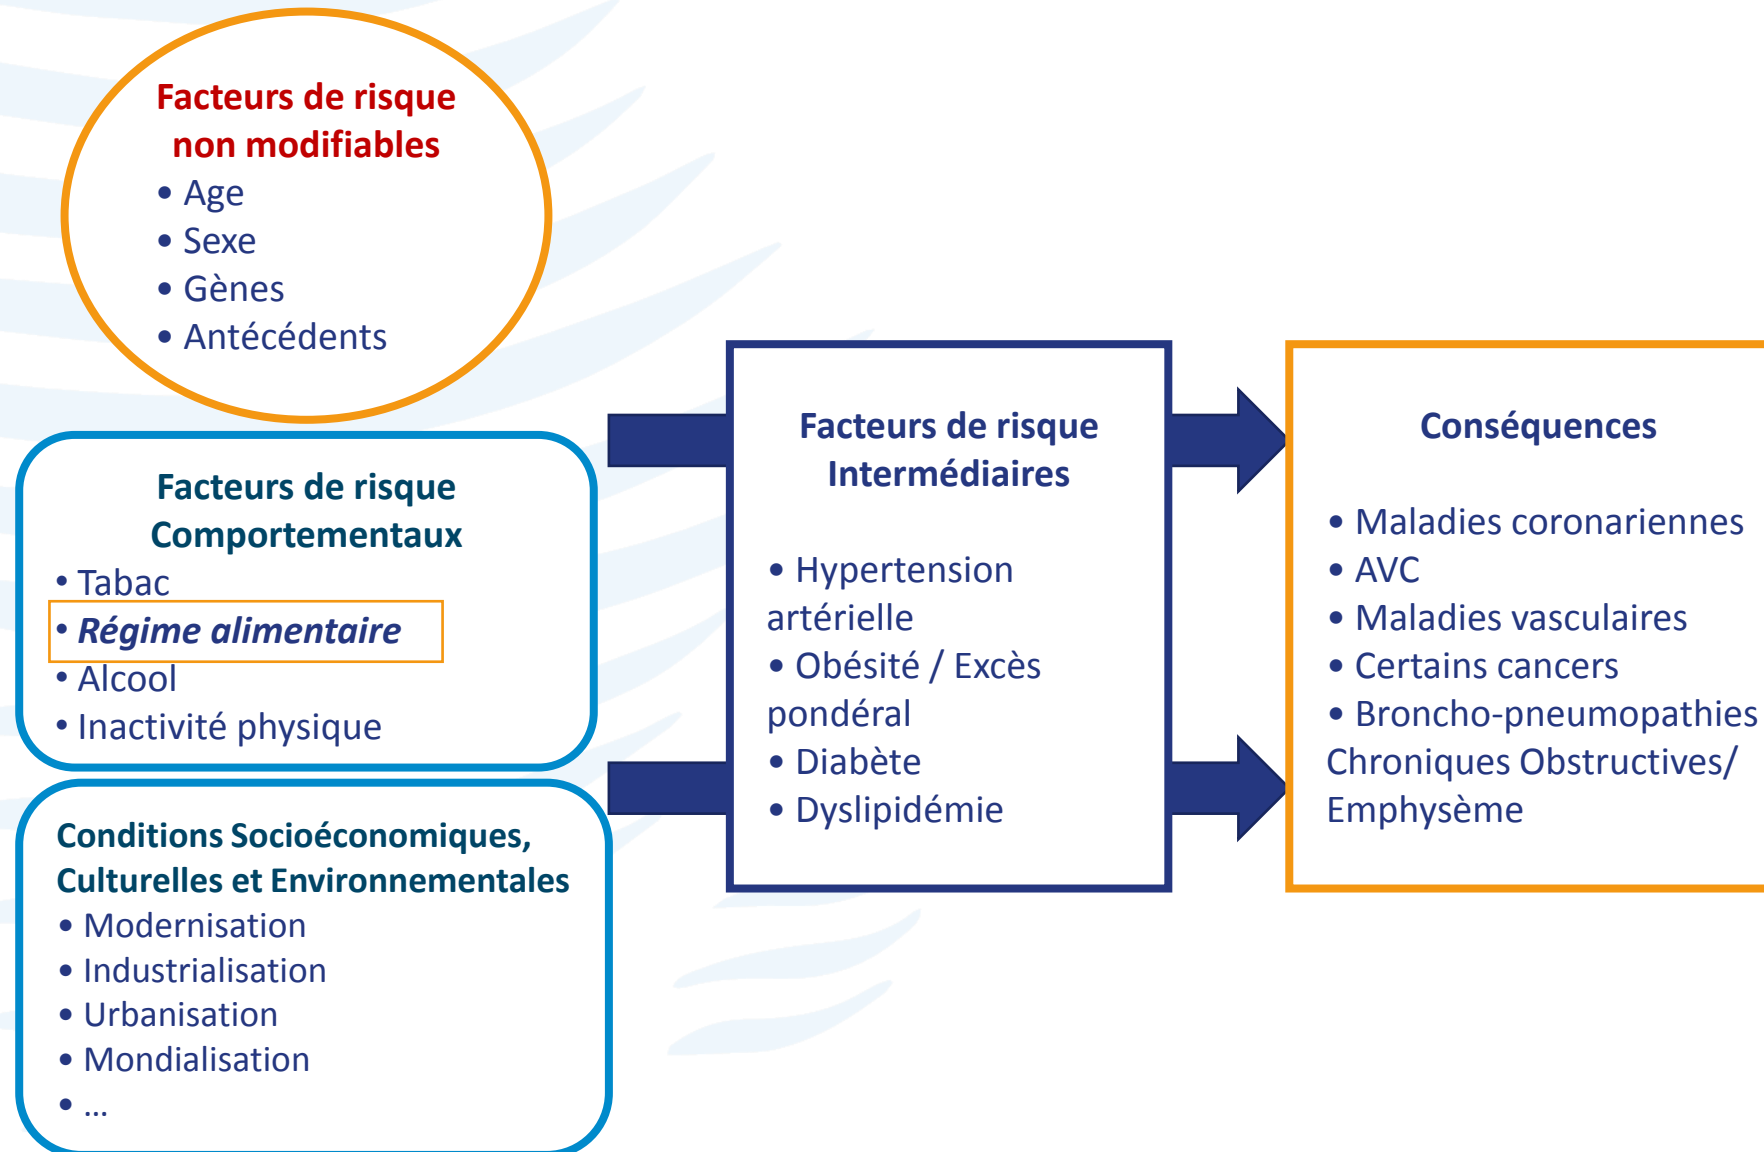 Facteurs de risque
non modifiables
• Age
• Sexe
• Gènes
• Antécédents
Facteurs de risque
Comportementaux
• Tabac
• Régime alimentaire
• Alcool
• Inactivité physique
Conditions Socioéconomiques,
Culturelles et Environnementales
• Modernisation
• Industrialisation
• Urbanisation
• Mondialisation
• ...
Facteurs de risque
Intermédiaires
• Hypertension
artérielle
• Obésité / Excès
pondéral
• Diabète
• Dyslipidémie
Conséquences
• Maladies coronariennes
• AVC
• Maladies vasculaires
• Certains cancers
• Broncho-pneumopathies
Chroniques Obstructives/
Emphysème